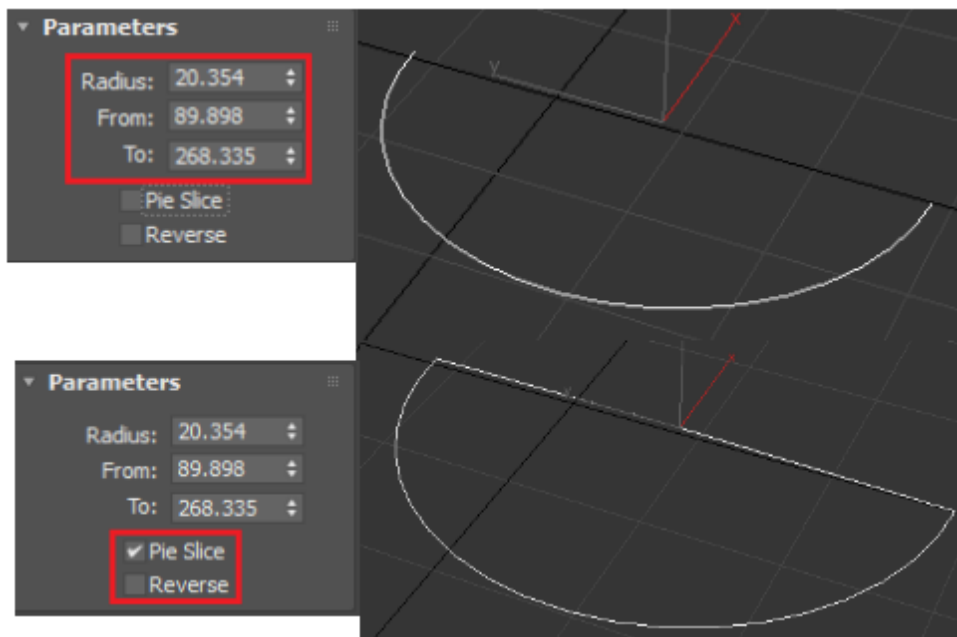 Parameters
Radius: 20.354
From: 89.898
To: 268.335
Pie Slice
Reverse
x
y
Parameters
Radius: 20.354
From: 89.898
To: 268.335
Pie Slice
Reverse